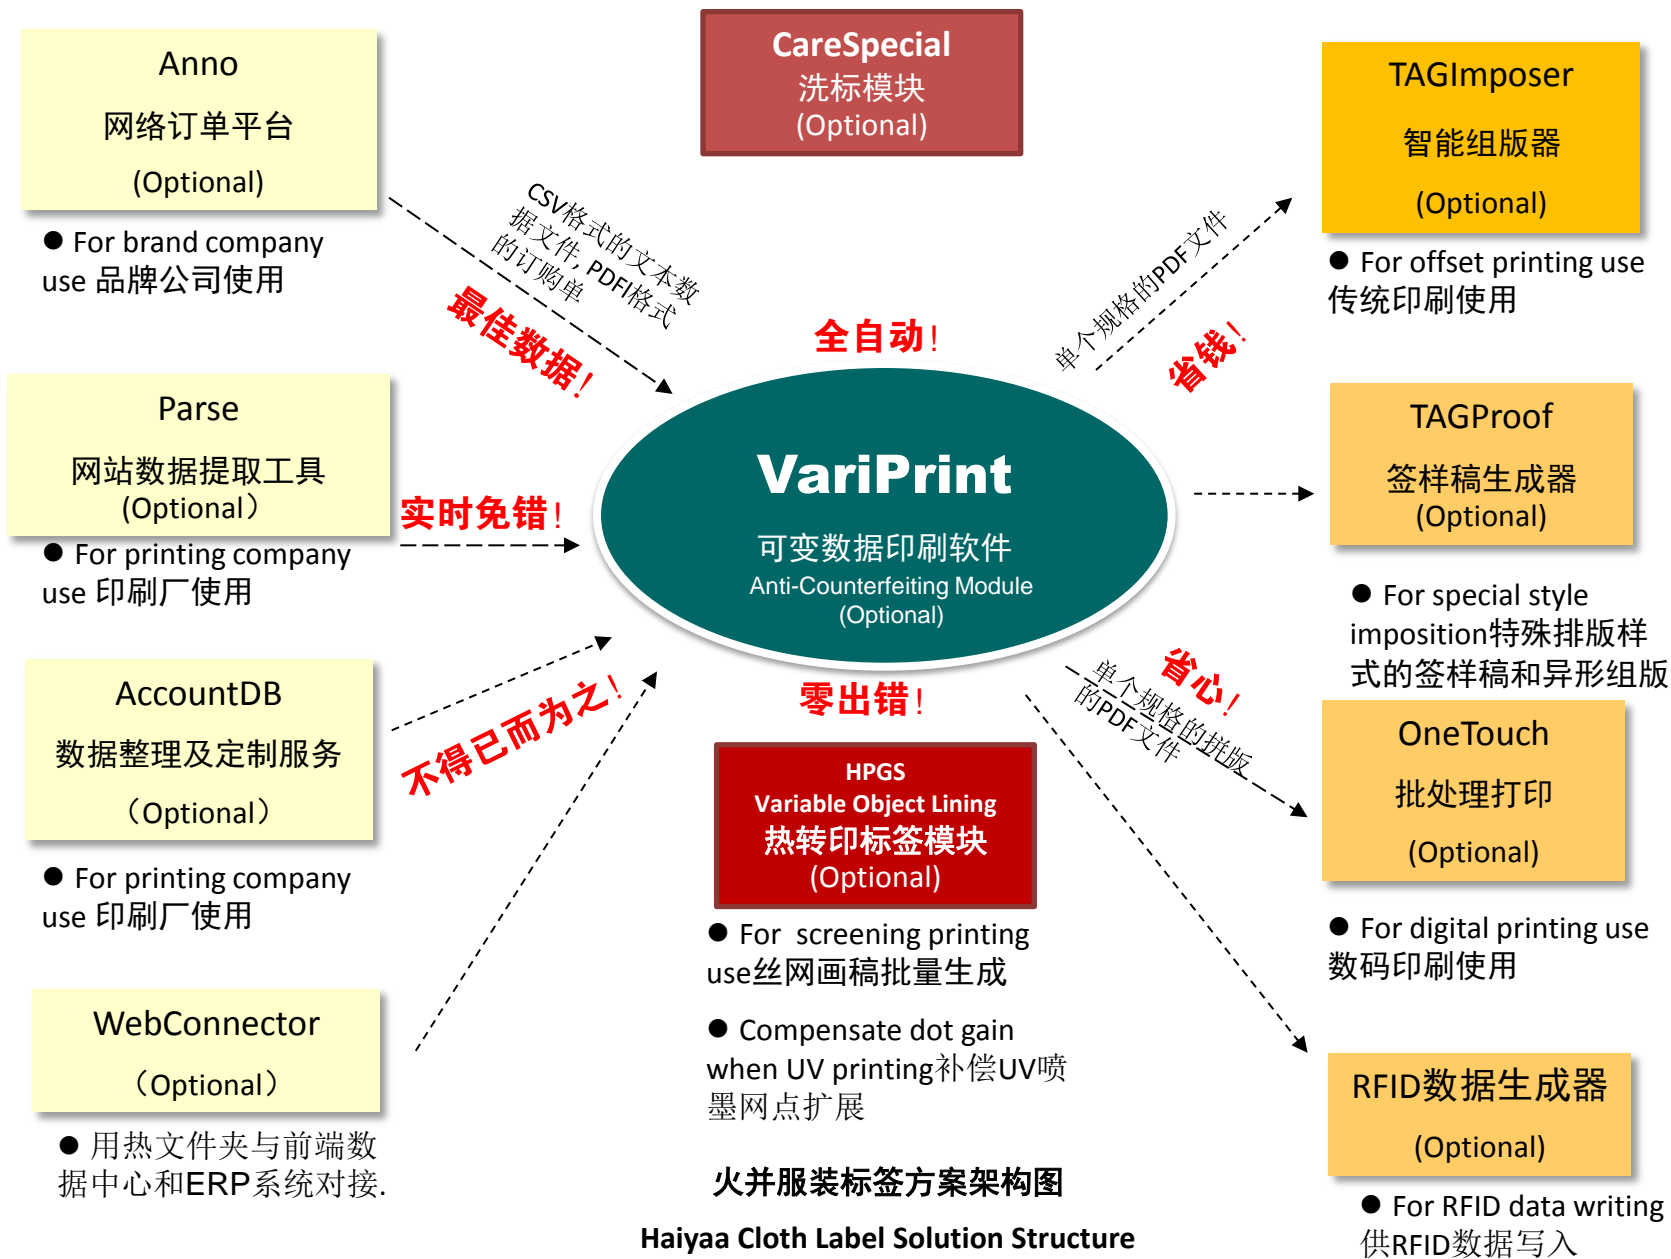 Anno
网络订单平台
(Optional)
● For brand company
use 品牌公司使用
Parse
网站数据提取工具
(Optional）
● For printing company
use 印刷厂使用
AccountDB
数据整理及定制服务
（Optional）
● For printing company
use 印刷厂使用
WebConnector
（Optional）
● 用热文件夹与前端数
据中心和ERP系统对接.
CSV格式的文本数
据文件, PDF格式
的订购单
最佳数据！
实时免错！
不得已而为之！
CareSpecial
洗标模块
(Optional)
全自动！
VariPrint
可变数据印刷软件
Anti-Counterfeiting Module
(Optional)
零出错！
HPGS
Variable Object Lining
热转印标签模块
(Optional)
● For screening printing
use丝网画稿批量生成
● Compensate dot gain
when UV printing补偿UV喷
墨网点扩展
火并服装标签方案架构图
Haiyaa Cloth Label Solution Structure
单个规格的PDF文件
省钱！
省心！
单个规格的拼版
的PDF文件
TAGImposer
智能组版器
(Optional)
● For offset printing use
传统印刷使用
TAGProof
签样稿生成器
(Optional)
● For special style
imposition特殊排版样
式的签样稿和异形组版
OneTouch
批处理打印
(Optional)
● For digital printing use
数码印刷使用
RFID数据生成器
(Optional)
● For RFID data writing
供RFID数据写入